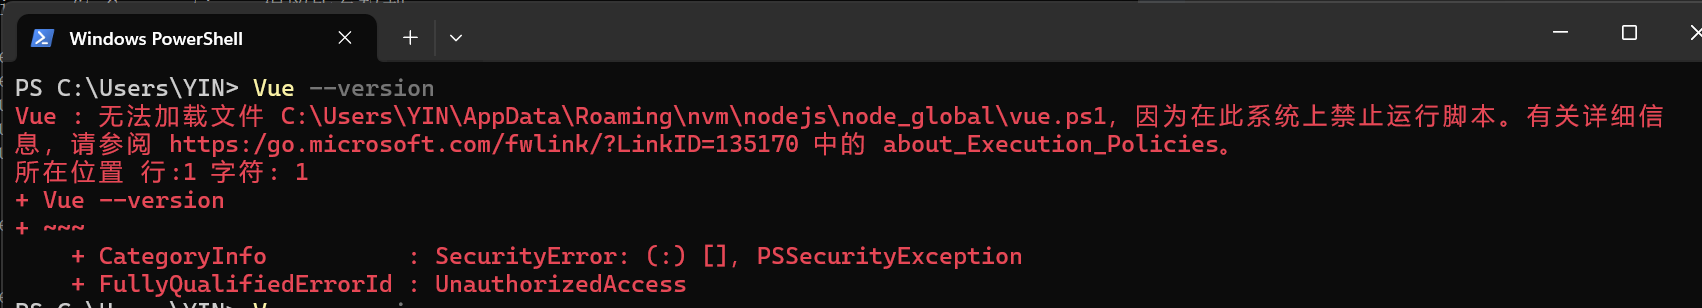 Windows PowerShell
PS C:\Users\YIN> Vue --version
Vue : 无法加载文件 C:\Users\YIN\AppData\Roaming\nvm\nodejs\node_global\vue.ps1，因为在此系统上禁止运行脚本。有关详细信
息，请参阅 https:/go.microsoft.com/fwlink/?LinkID=135170 中的 about_Execution_Policies。
所在位置 行:1 字符: 1
+ Vue --version
+ ~~~
    + CategoryInfo          : SecurityError: (:) []，PSSecurityException
    + FullyQualifiedErrorId : UnauthorizedAccess